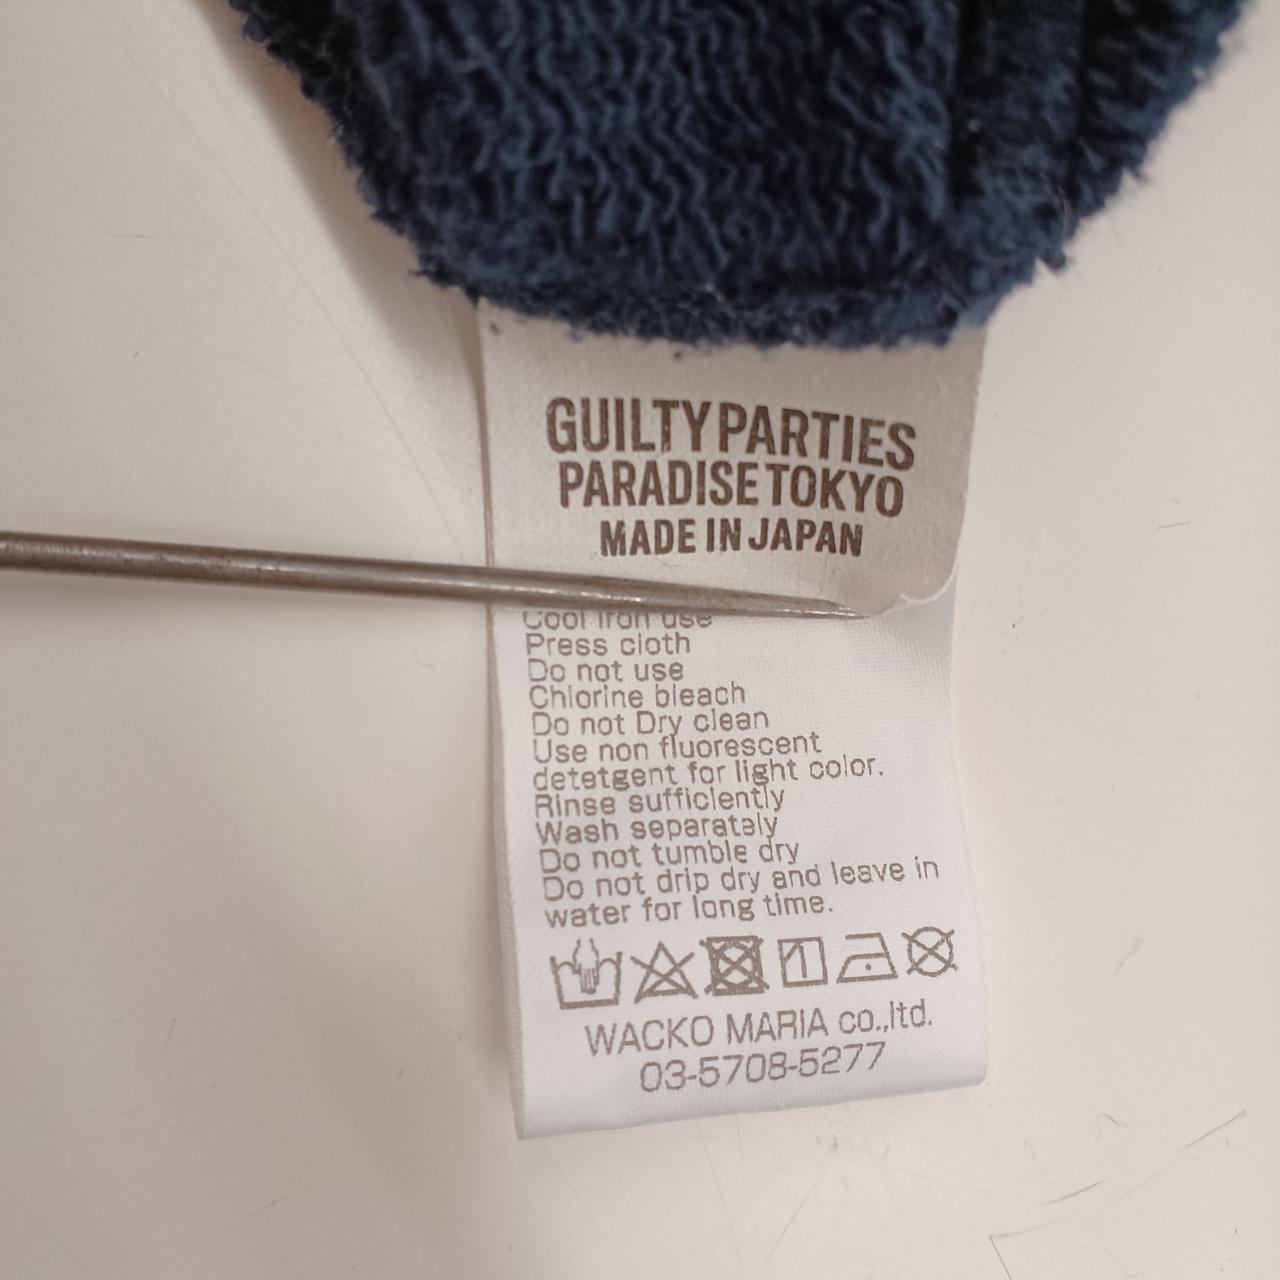 GUILTY PARTIES
PARADISE TOKYO
MADE IN JAPAN
Cool iron use
Press cloth
Do not use
Chlorine bleach
Do not Dry clean
Use non fluorescent
detetgent for light color.
Rinse sufficiently
Wash separately
Do not tumble dry
Do not drip dry and leave in
water for long time.
WACKO MARIA co.,ltd.
03-5708-5277